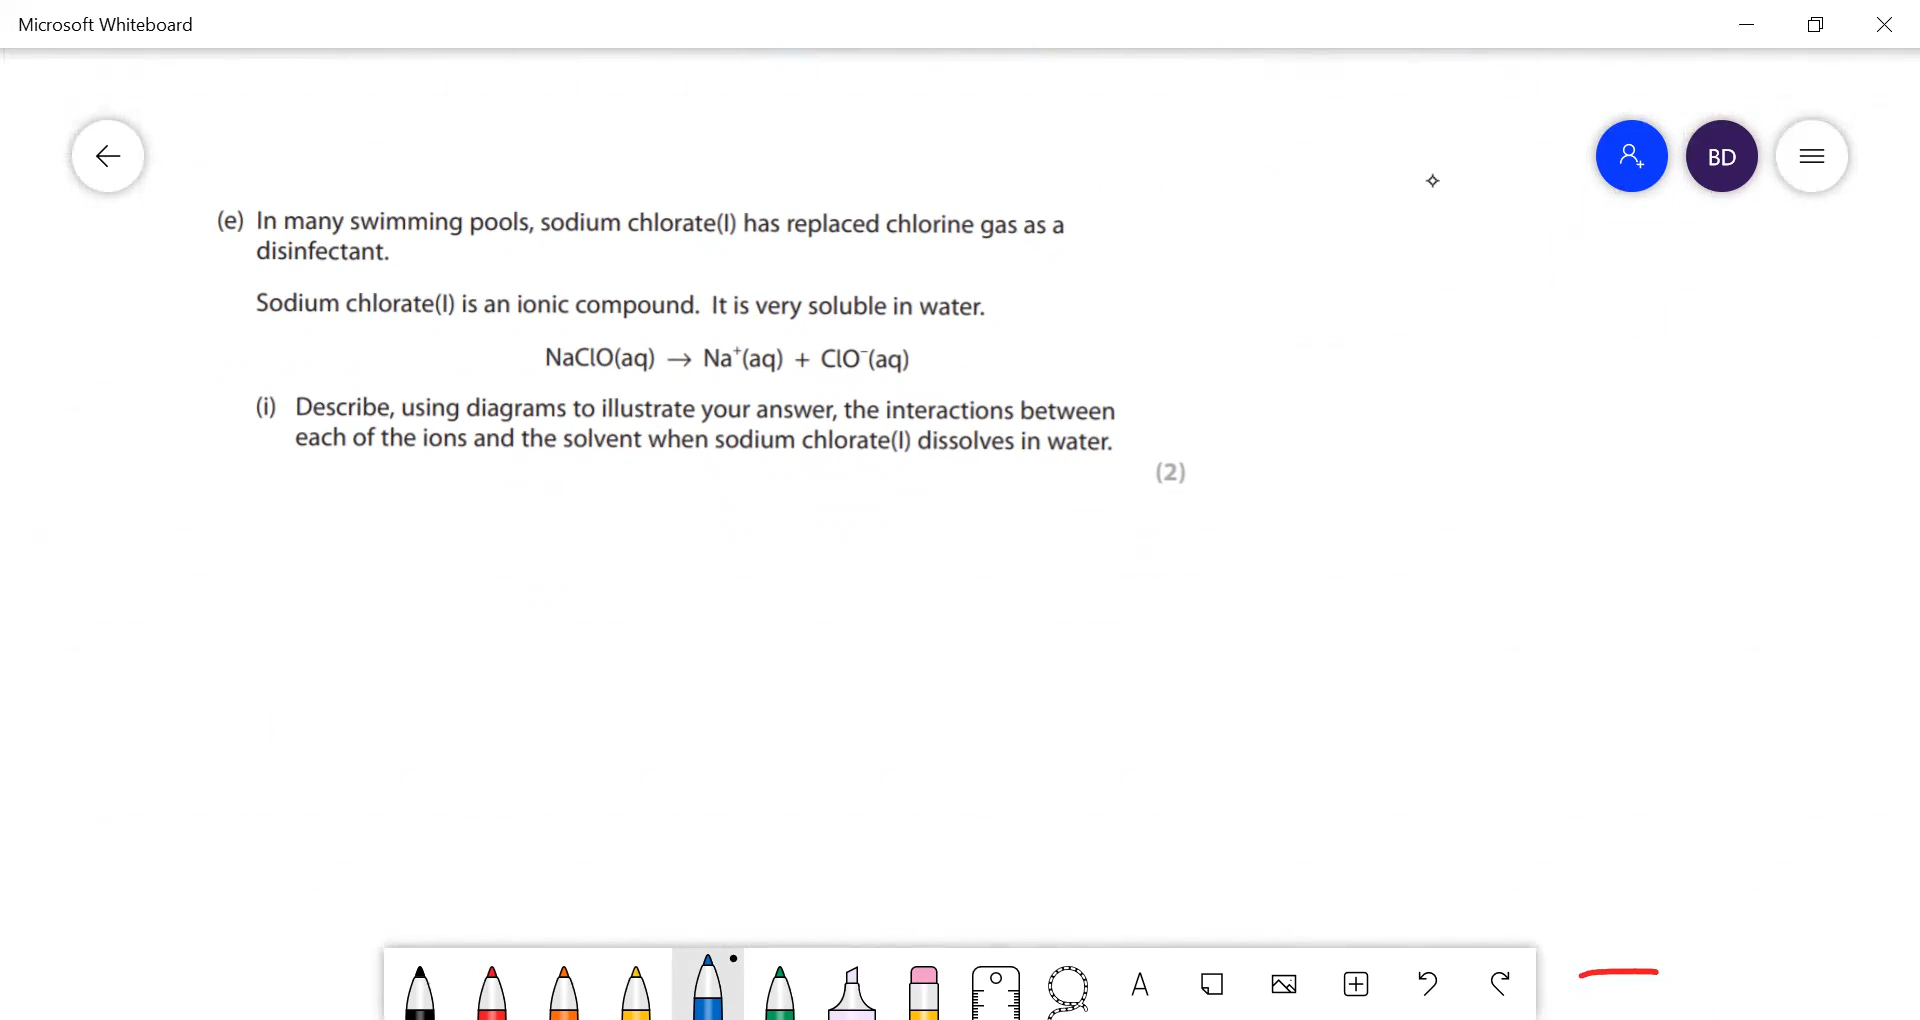 Microsoft Whiteboard
BD
(e) In many swimming pools, sodium chlorate(I) has replaced chlorine gas as a
disinfectant.
Sodium chlorate(I) is an ionic compound. It is very soluble in water.
NaClO(aq) → Na⁺(aq) + ClO⁻(aq)
(i) Describe, using diagrams to illustrate your answer, the interactions between
each of the ions and the solvent when sodium chlorate(I) dissolves in water.
(2)